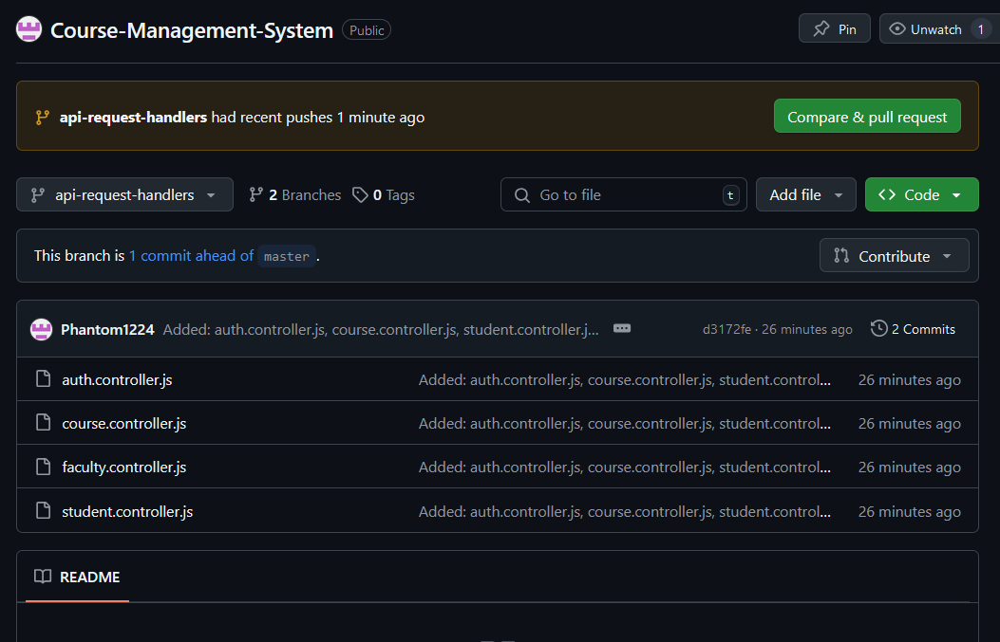 Course-Management-System Public Pin Unwatch 1
api-request-handlers had recent pushes 1 minute ago Compare & pull request
api-request-handlers 2 Branches 0 Tags Go to file t Add file Code
This branch is 1 commit ahead of master . Contribute
Phantom1224 Added: auth.controller.js, course.controller.js, student.controller.j... d3172fe · 26 minutes ago 2 Commits
auth.controller.js Added: auth.controller.js, course.controller.js, student.control... 26 minutes ago
course.controller.js Added: auth.controller.js, course.controller.js, student.control... 26 minutes ago
faculty.controller.js Added: auth.controller.js, course.controller.js, student.control... 26 minutes ago
student.controller.js Added: auth.controller.js, course.controller.js, student.control... 26 minutes ago
README